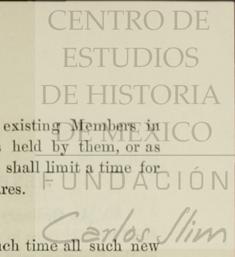 CENTRO DE
ESTUDIOS
DE HISTORIA
DE MÉXICO
FUNDACIÓN
Carlos Slim
existing Members in
held by them, or as
shall limit a time for
res.
uch time all such new